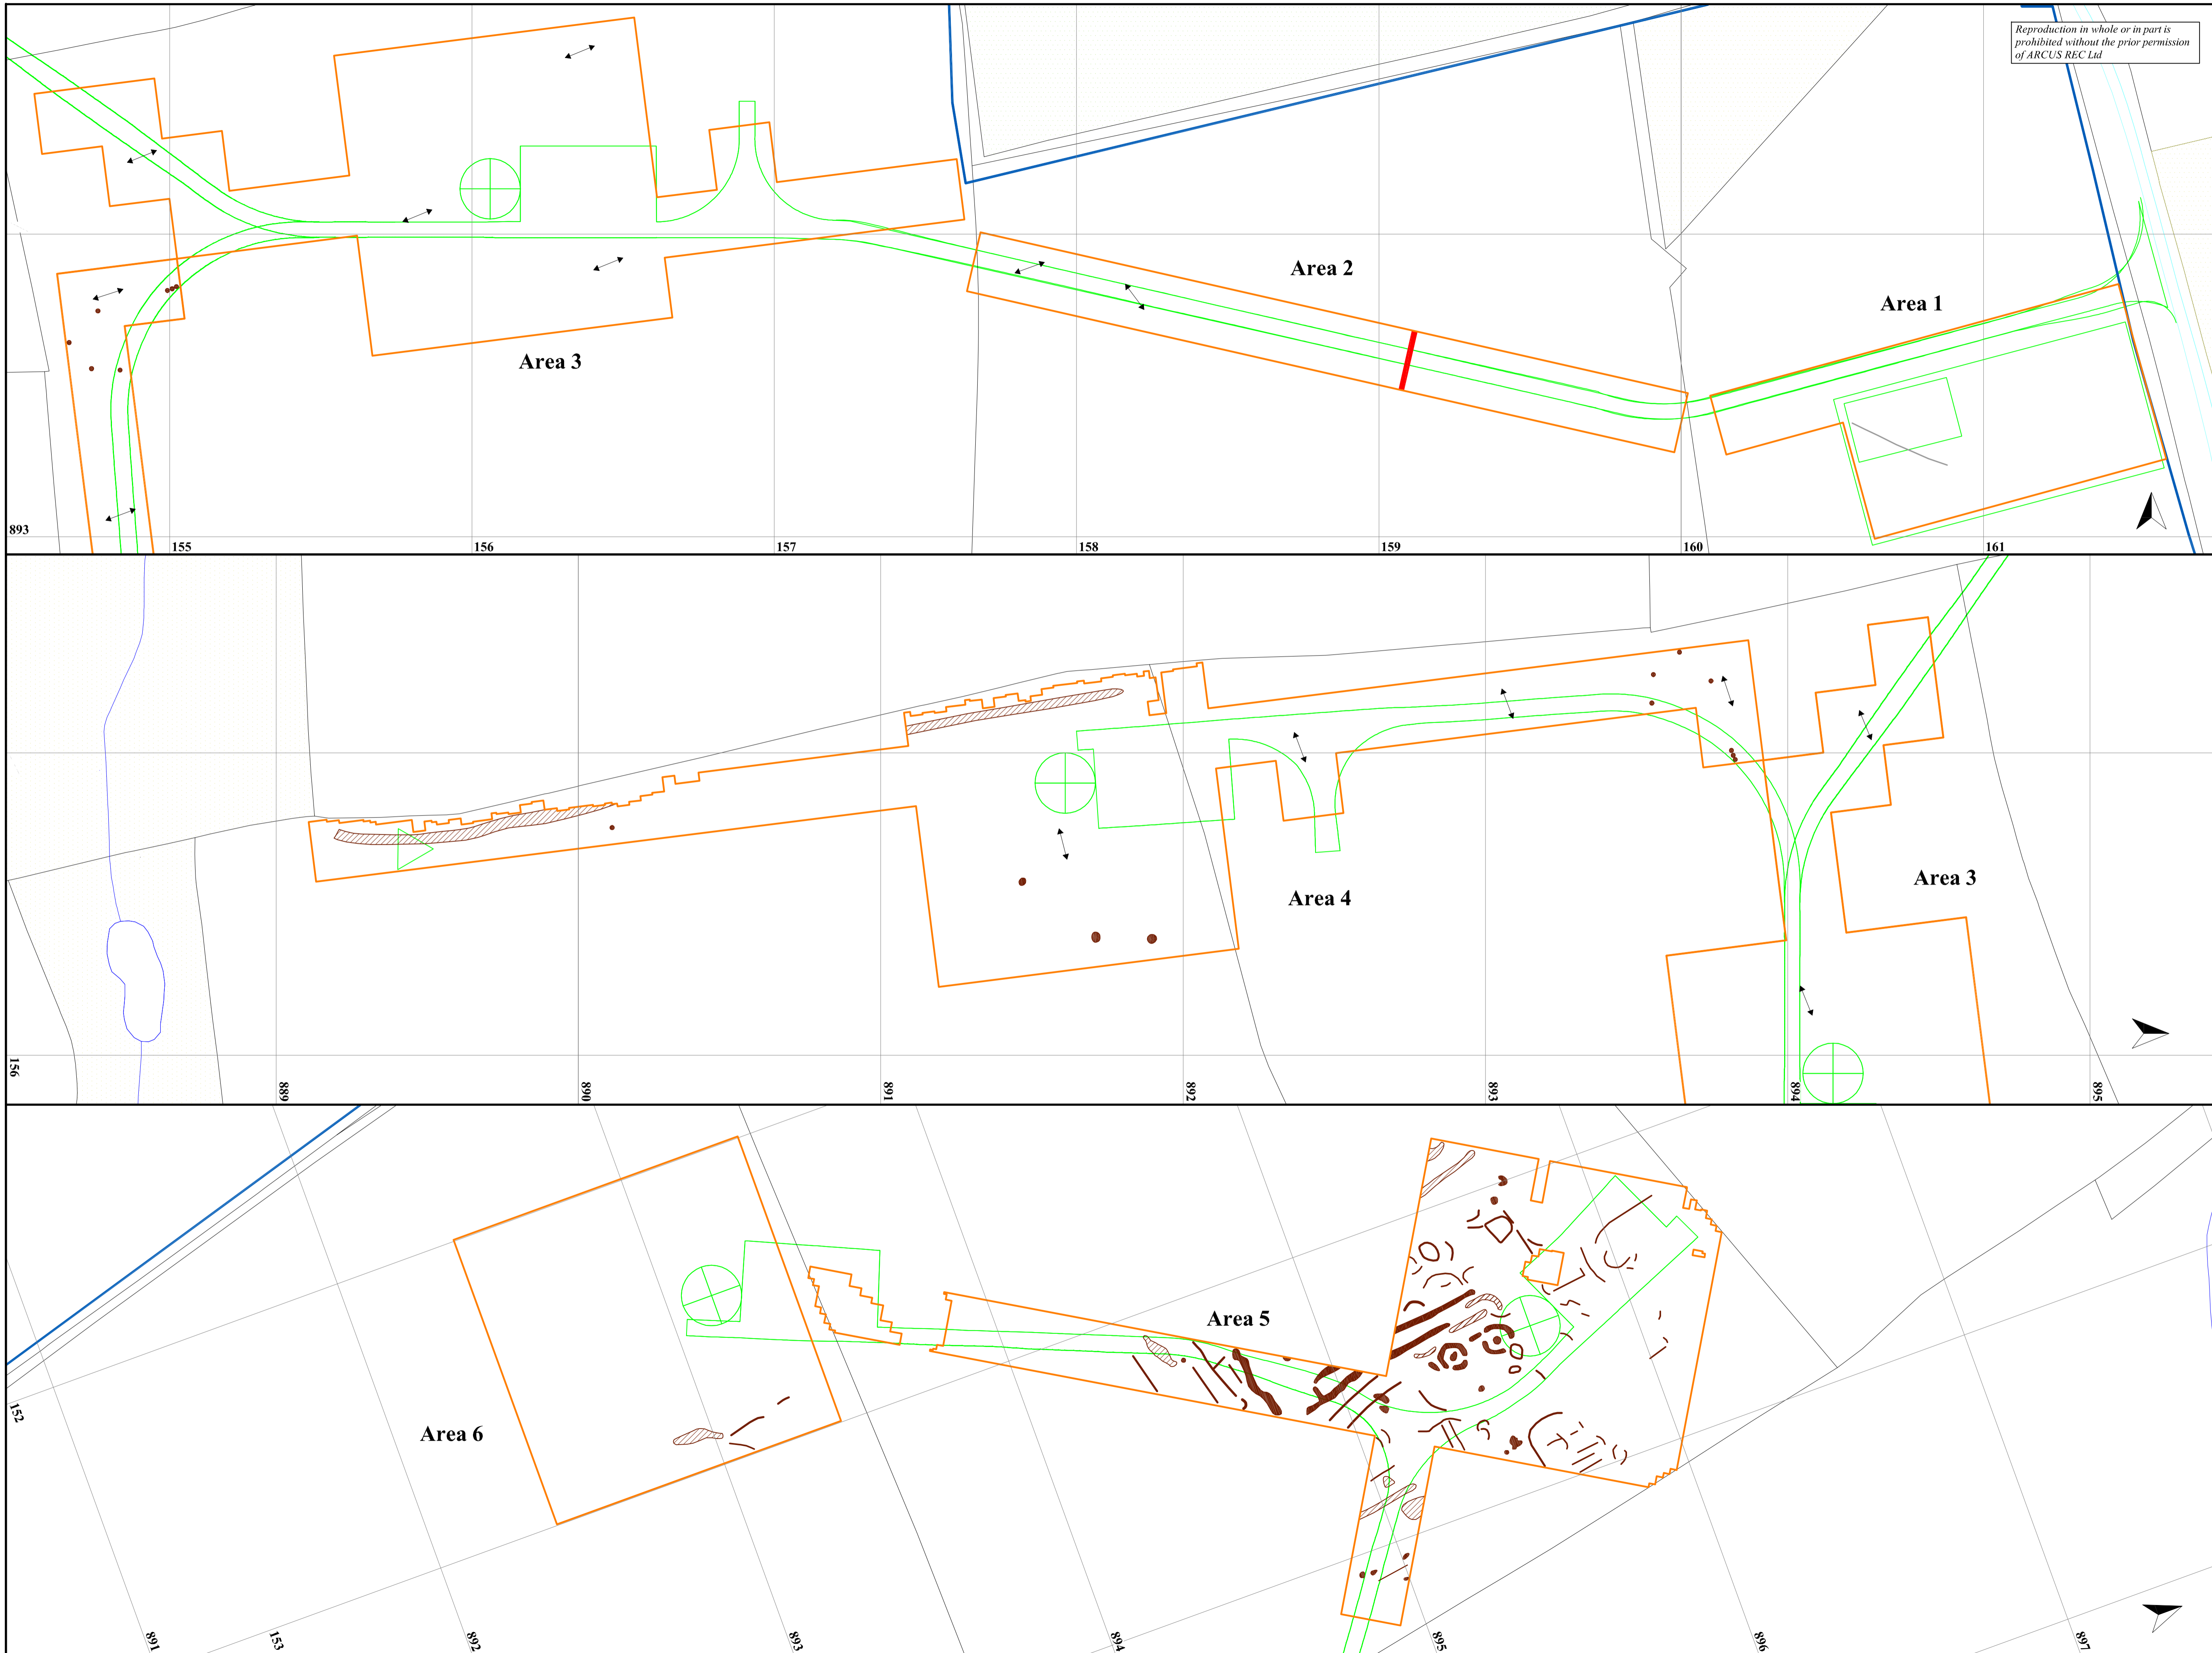 Reproduction in whole or in part is
prohibited without the prior permission
of ARCUS REC Ltd
Area 2
Area 1
Area 3
893
155
156
157
158
159
160
161
Area 3
Area 4
156
889
890
891
892
893
894
895
Area 5
Area 6
152
891
153
892
893
894
895
896
897